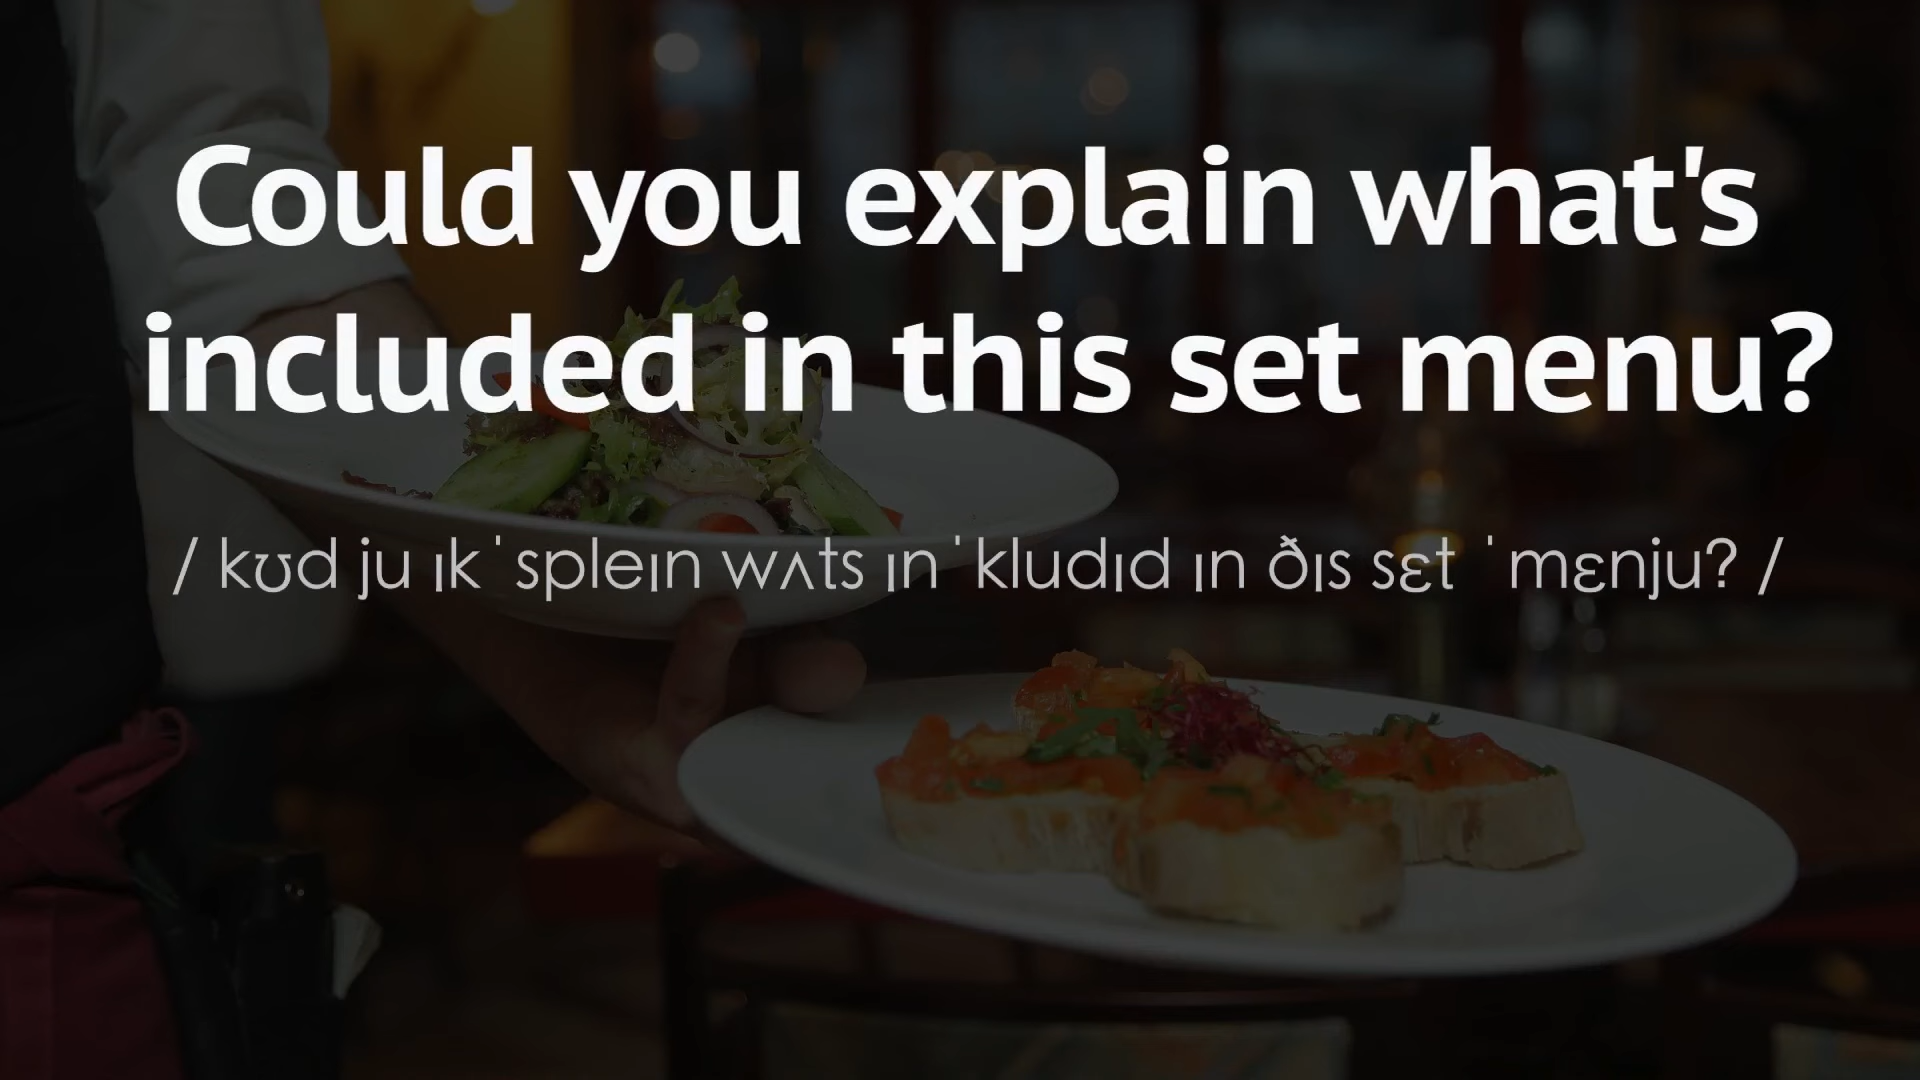 Could you explain what's
included in this set menu?
/ kʊd ju ɪkˈspleɪn wʌts ɪnˈkludɪd ɪn ðɪs sɛt ˈmɛnju? /